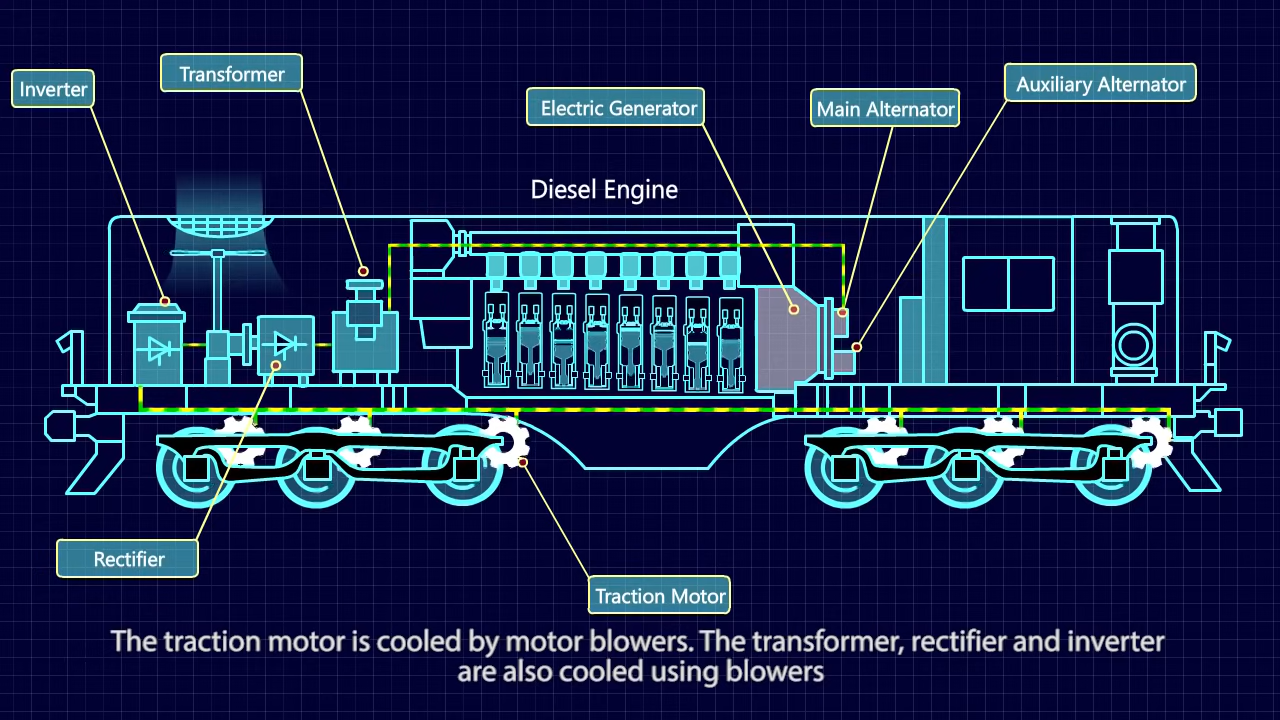 Transformer
Inverter
Auxiliary Alternator
Electric Generator
Main Alternator
Diesel Engine
Rectifier
Traction Motor
The traction motor is cooled by motor blowers. The transformer, rectifier and inverter
are also cooled using blowers